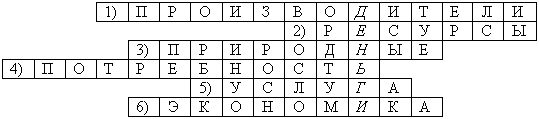 1) ПРОИЗВОДИТЕЛИ
2) РЕСУРСЫ
3) ПРИРОДНЫЕ
4) ПОТРЕБНОСТЬ
5) УСЛУГА
6) ЭКОНОМИКА